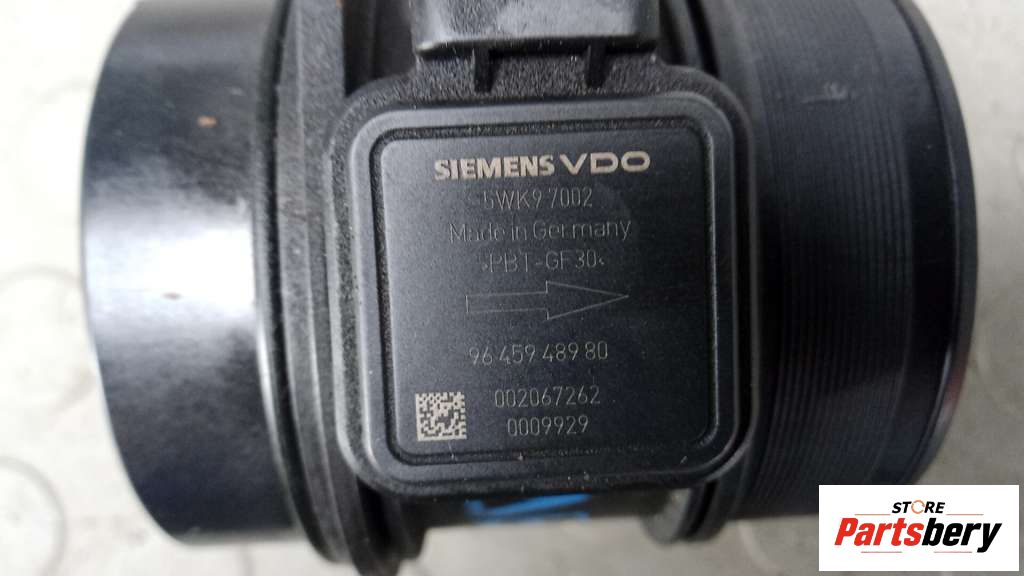 SIEMENS VDO
5WK9 7002
Made in Germany
>PBT-GF30<
96 459 489 80
002067262
0009929
STORE
Partsbery